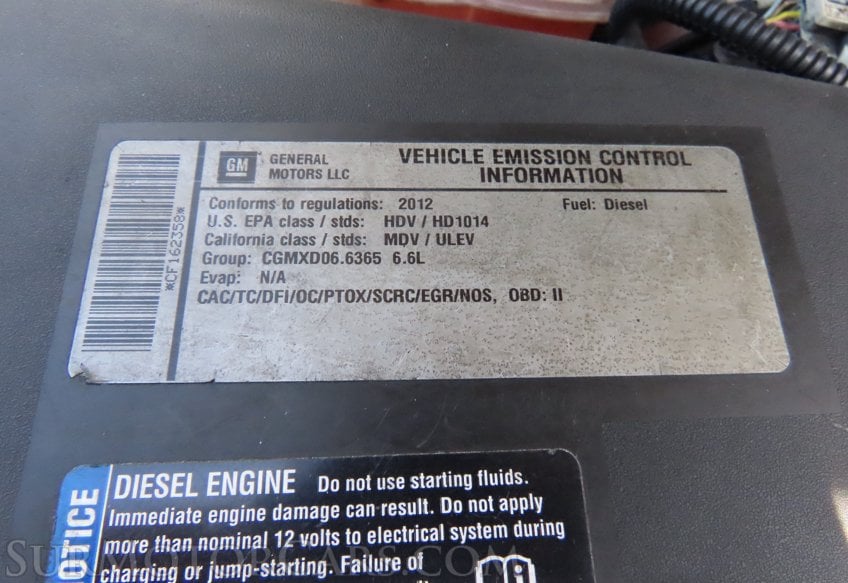 GM GENERAL MOTORS LLC
VEHICLE EMISSION CONTROL
INFORMATION
Conforms to regulations: 2012 Fuel: Diesel
U.S. EPA class / stds: HDV / HD1014
California class / stds: MDV / ULEV
Group: CGMXD06.6365 6.6L
Evap: N/A
CAC/TC/DFI/OC/PTOX/SCRC/EGR/NOS, OBD: II
*CF162358*
OTICE
DIESEL ENGINE Do not use starting fluids.
Immediate engine damage can result. Do not apply
more than nominal 12 volts to electrical system during
charging or jump-starting. Failure of
SurMotorCars.com